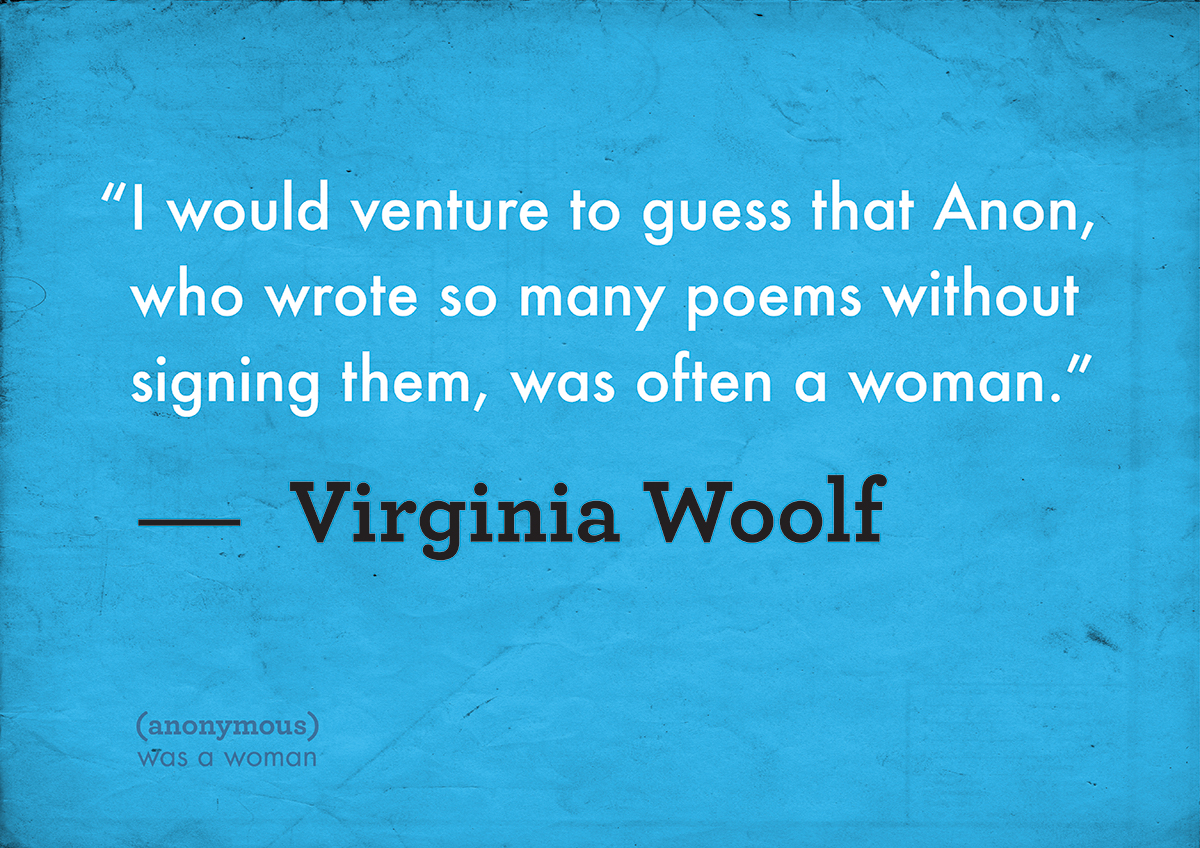 “I would venture to guess that Anon,
who wrote so many poems without
signing them, was often a woman.”
— Virginia Woolf
(anonymous)
was a woman